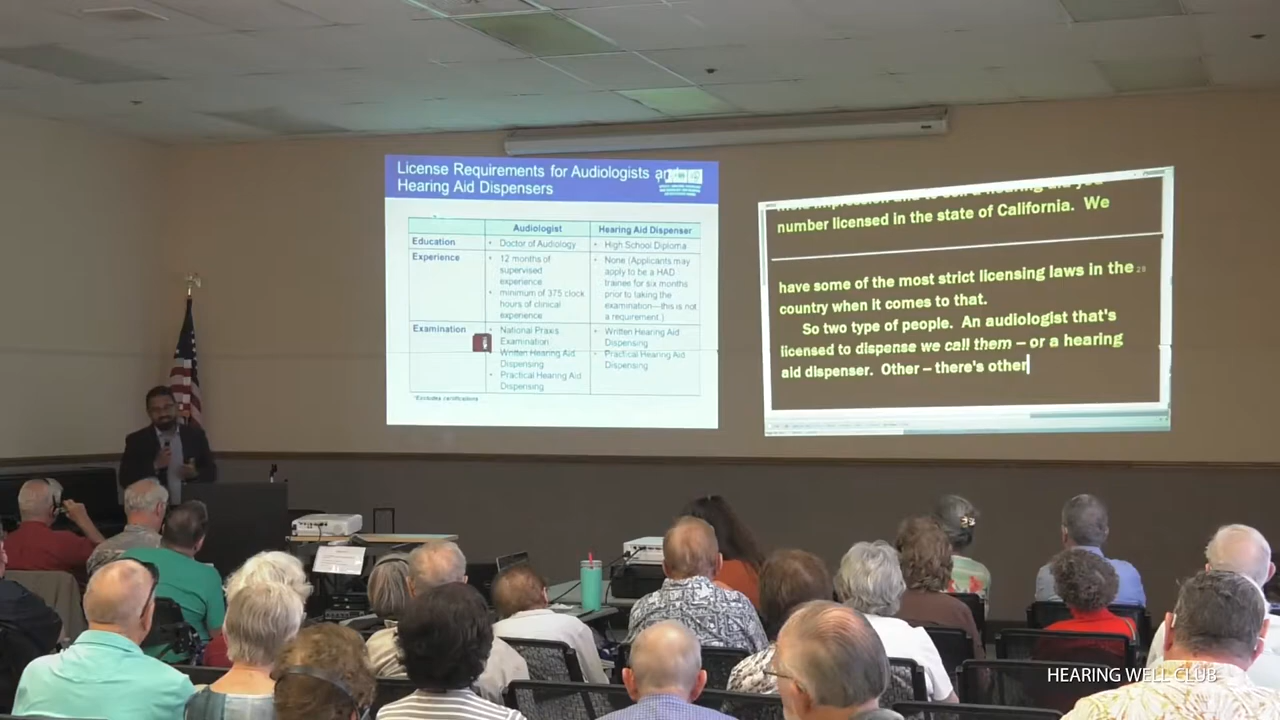 License Requirements for Audiologists and
Hearing Aid Dispensers
Audiologist
Hearing Aid Dispenser
Education
• Doctor of Audiology
• High School Diploma
Experience
• 12 months of
supervised
experience
• minimum of 375 clock
hours of clinical
experience
• None (Applicants may
apply to be a HAD
trainee for six months
prior to taking the
examination—this is not
a requirement.)
Examination
• National Praxis
Examination
Written Hearing Aid
Dispensing
• Practical Hearing Aid
Dispensing
• Written Hearing Aid
Dispensing
• Practical Hearing Aid
Dispensing
*Excludes certifications
number licensed in the state of California. We
have some of the most strict licensing laws in the
country when it comes to that.
So two type of people. An audiologist that's
licensed to dispense we call them – or a hearing
aid dispenser. Other – there's other
HEARING WELL CLUB